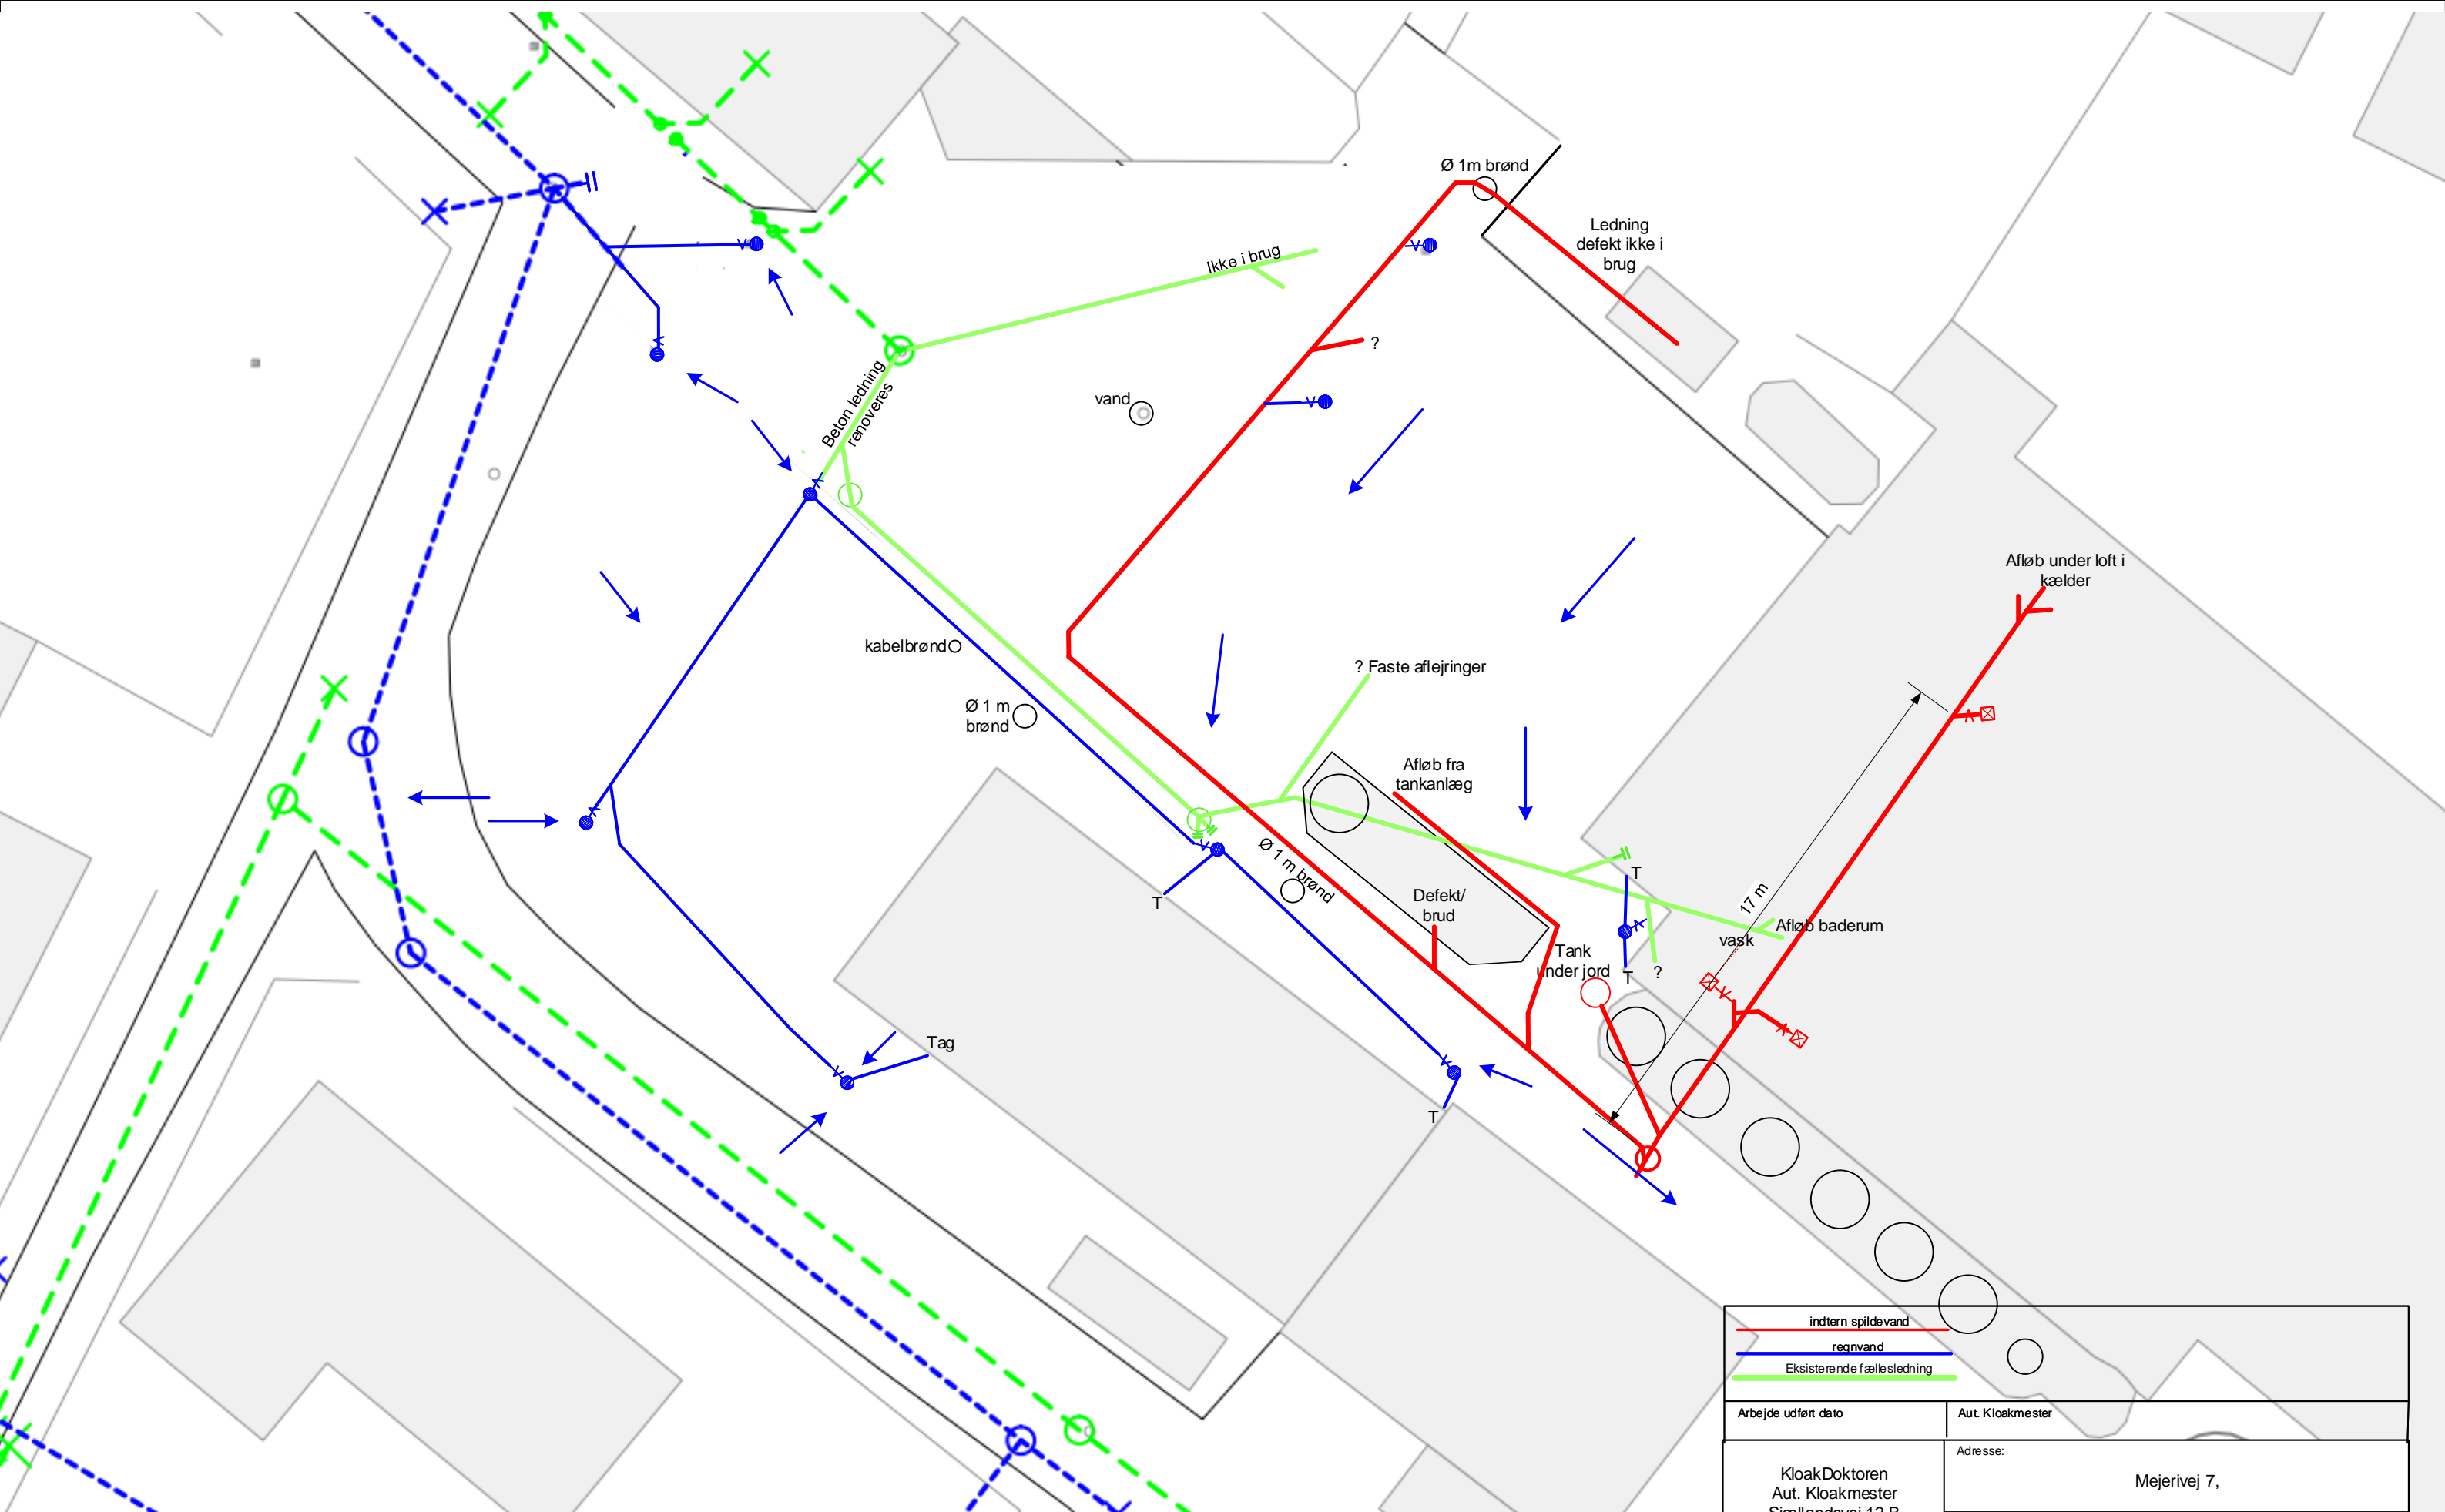 Ø 1m brønd
Ledning
defekt ikke i
brug
Ikke i brug
?
Beton ledning
renoveres
vand
Afløb under loft i
kælder
kabelbrønd
? Faste aflejringer
Ø 1 m
brønd
Afløb fra
tankanlæg
Ø 1 m brønd
T
17 m
Defekt/
brud
T
Afløb baderum
vask
Tank
under jord
T
?
Tag
T
indtern spildevand
regnvand
Eksisterende fællesledning
Arbejde udført dato
Aut. Kloakmester
Adresse:
KloakDoktoren
Aut. Kloakmester
Sjællandsvej 12 B
Mejerivej 7,